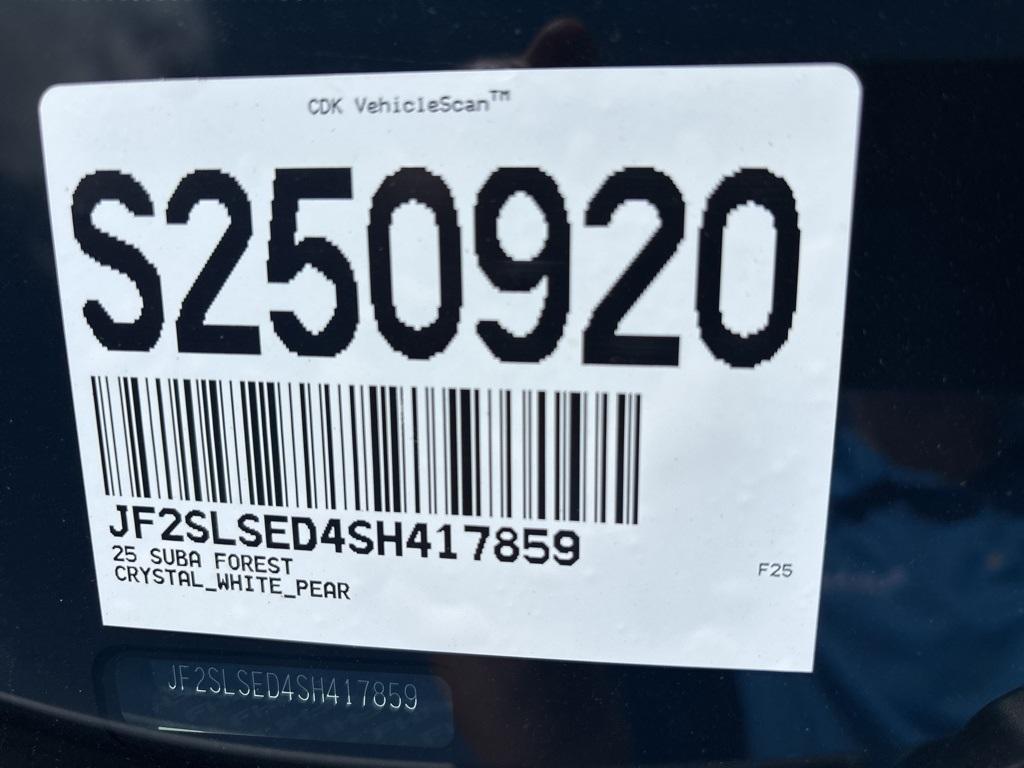 CDK VehicleScan™
S250920
JF2SLSED4SH417859
25 SUBA FOREST
CRYSTAL_WHITE_PEAR
F25
JF2SLSED4SH417859